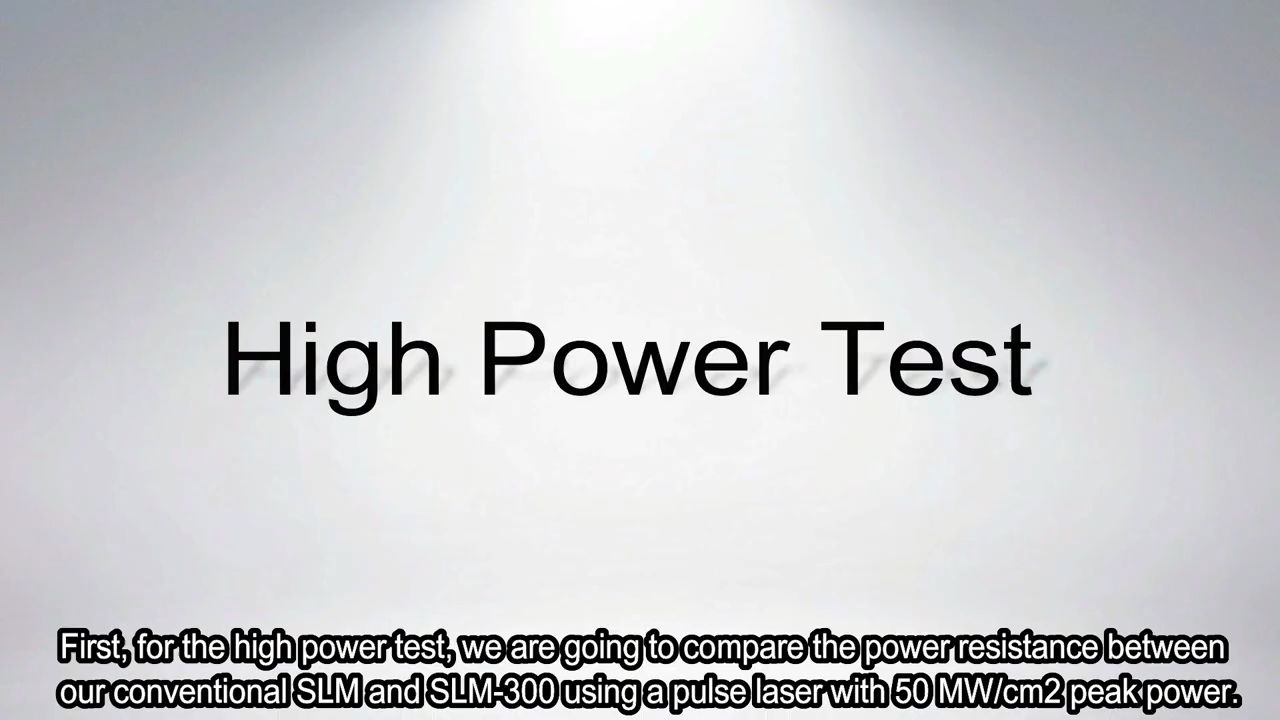 High Power Test
First, for the high power test, we are going to compare the power resistance between
our conventional SLM and SLM-300 using a pulse laser with 50 MW/cm2 peak power.